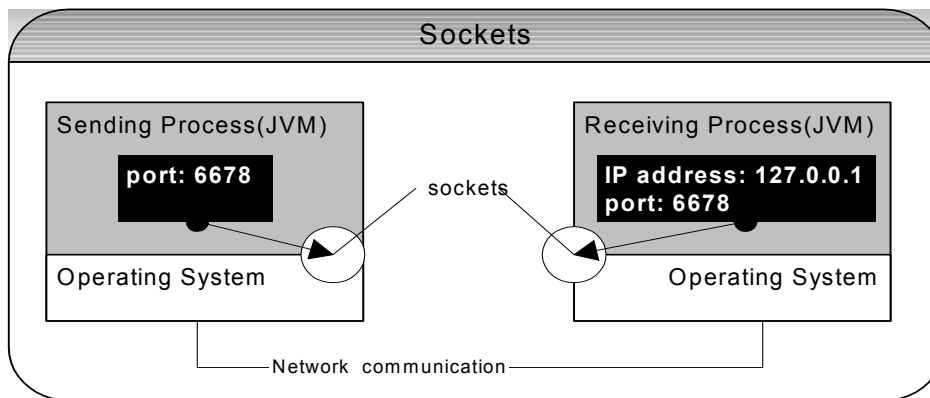 Sockets
Sending Process(JVM)
port: 6678
Operating System
sockets
Receiving Process(JVM)
IP address: 127.0.0.1
port: 6678
Operating System
Network communication